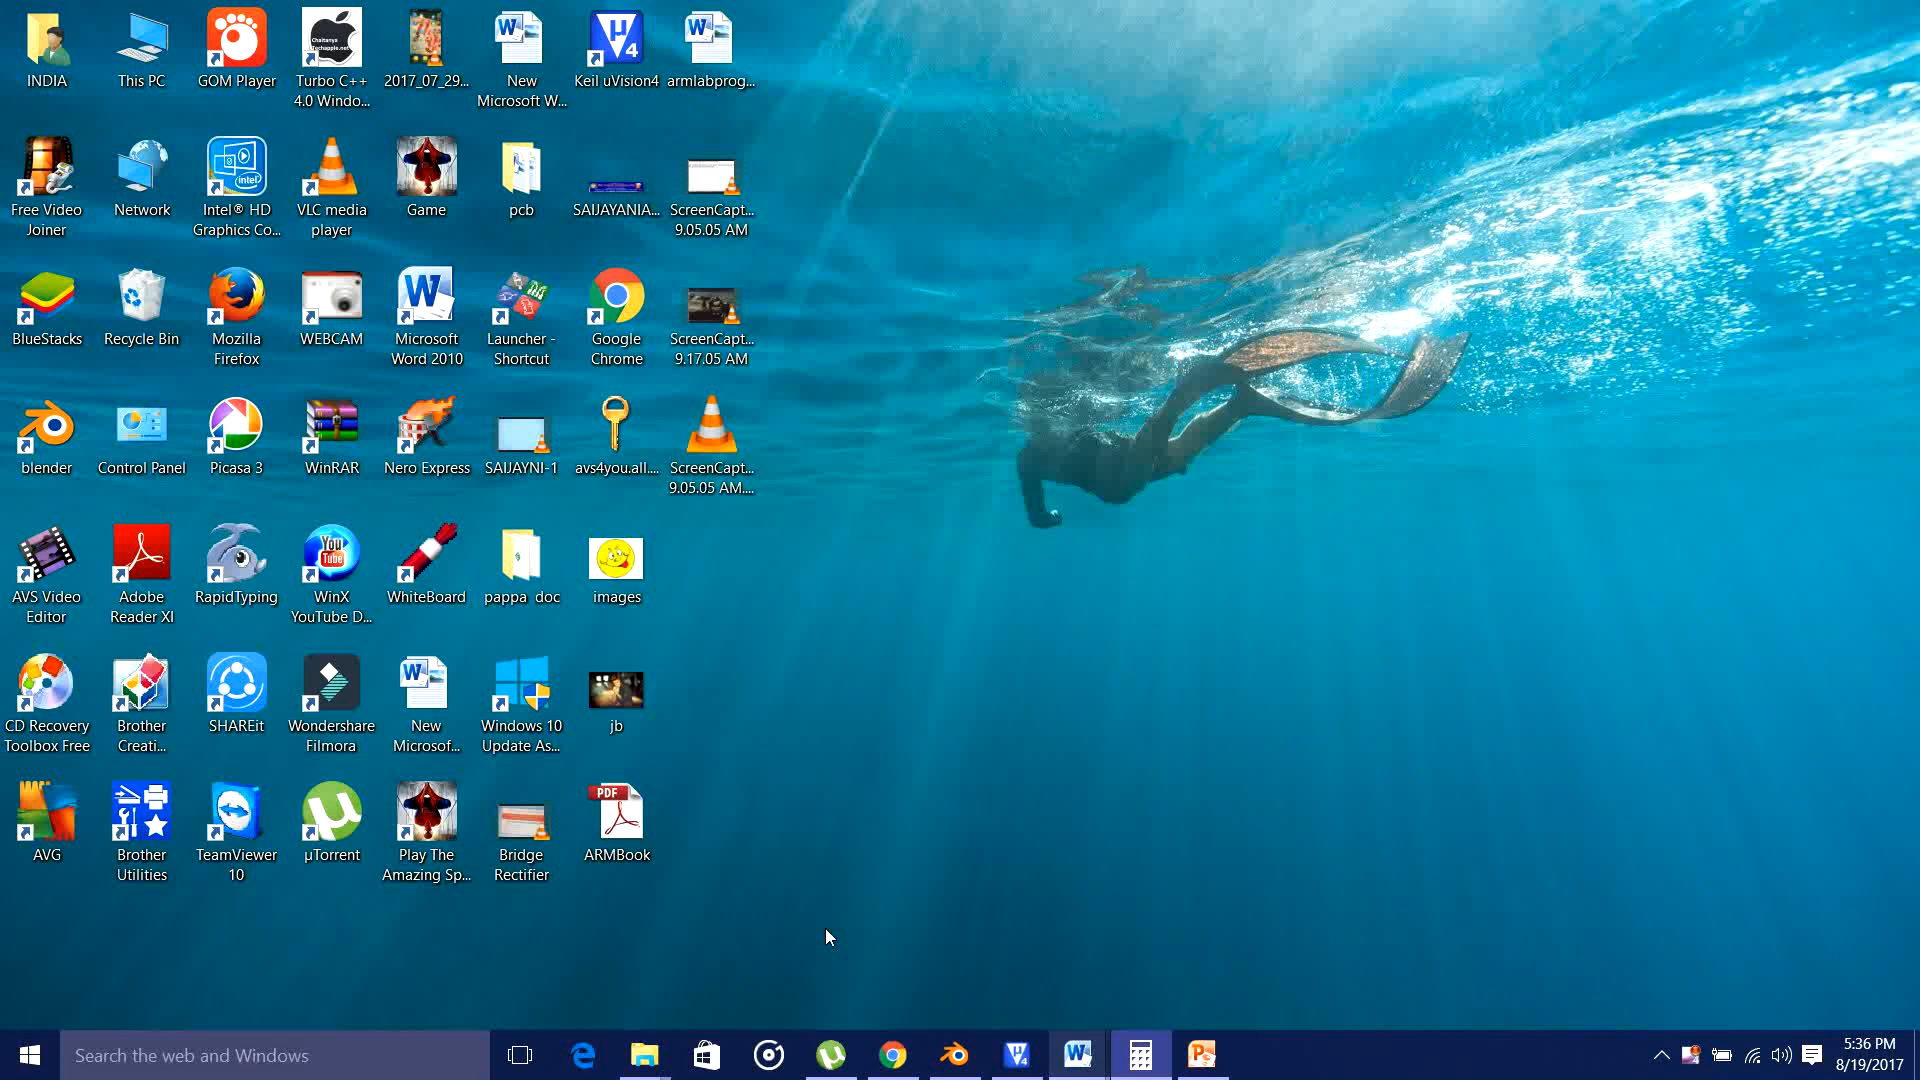 INDIA
This PC
GOM Player
Turbo C++
4.0 Windo...
2017_07_29...
New
Microsoft W...
Keil uVision4
armlabprog...
Free Video
Joiner
Network
Intel® HD
Graphics Co...
VLC media
player
Game
pcb
SAIJAYANIA...
ScreenCapt...
9.05.05 AM
BlueStacks
Recycle Bin
Mozilla
Firefox
WEBCAM
Microsoft
Word 2010
Launcher -
Shortcut
Google
Chrome
ScreenCapt...
9.17.05 AM
blender
Control Panel
Picasa 3
WinRAR
Nero Express
SAIJAYNI-1
avs4you.all....
ScreenCapt...
9.05.05 AM....
AVS Video
Editor
Adobe
Reader XI
RapidTyping
WinX
YouTube D...
WhiteBoard
pappa doc
images
CD Recovery
Toolbox Free
Brother
Creati...
SHAREit
Wondershare
Filmora
New
Microsof...
Windows 10
Update As...
jb
AVG
Brother
Utilities
TeamViewer
10
µTorrent
Play The
Amazing Sp...
Bridge
Rectifier
ARMBook
Search the web and Windows
5:36 PM
8/19/2017